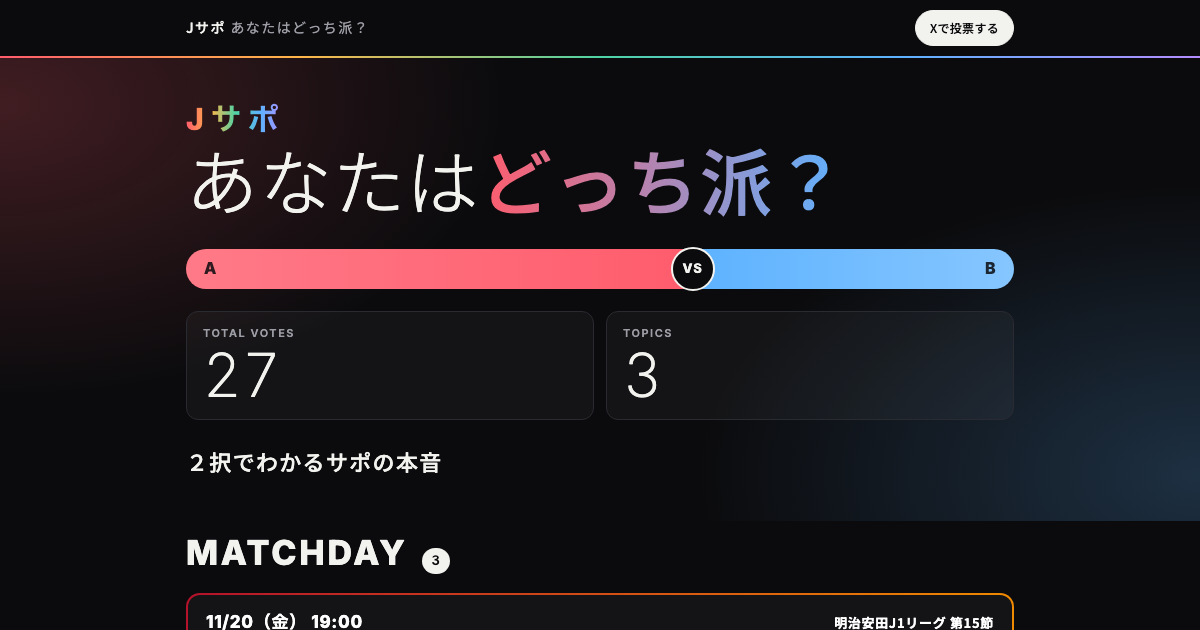 Jサポ あなたはどっち派？
Xで投票する
Jサポ
あなたはどっち派？
A
VS
B
TOTAL VOTES
27
TOPICS
3
２択でわかるサポの本音
MATCHDAY 3
11/20（金） 19:00
明治安田J1リーグ 第15節